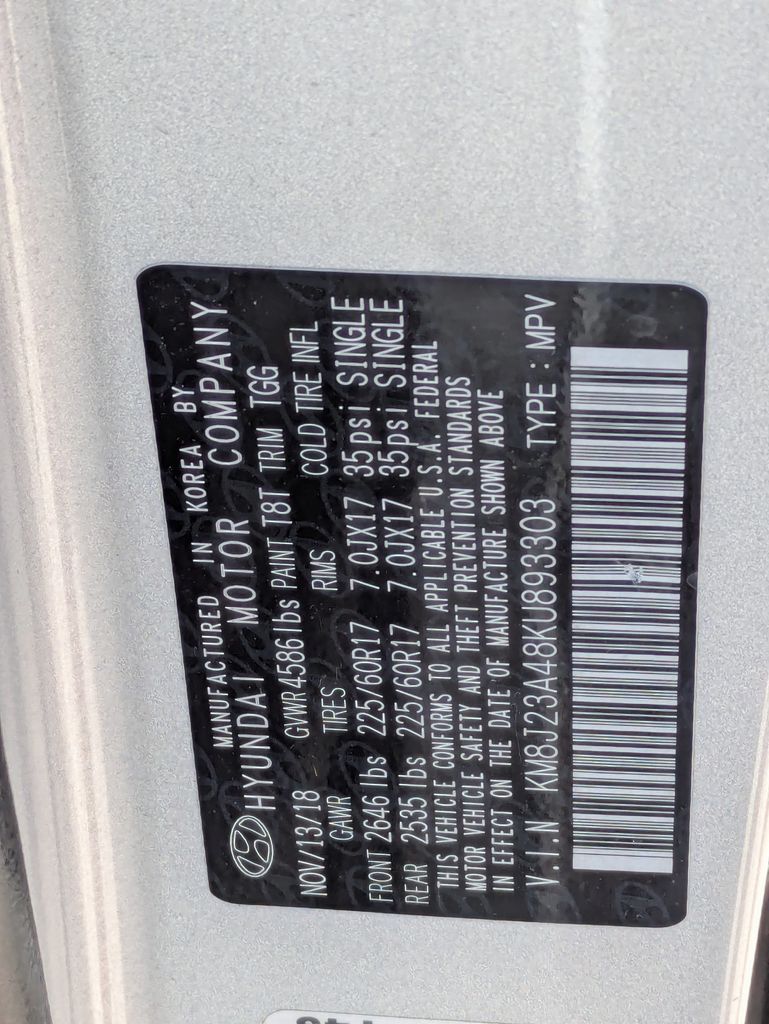 MANUFACTURED IN KOREA BY
HYUNDAI MOTOR COMPANY
NOV/13/18 GVWR 4586lbs PAINT T8T TRIM TGG
GAWR TIRES RIMS COLD TIRE INFL
FRONT 2646 lbs 225/60R17 7.0JX17 35psi SINGLE
REAR 2535 lbs 225/60R17 7.0JX17 35psi SINGLE
THIS VEHICLE CONFORMS TO ALL APPLICABLE U.S.A. FEDERAL
MOTOR VEHICLE SAFETY AND THEFT PREVENTION STANDARDS
IN EFFECT ON THE DATE OF MANUFACTURE SHOWN ABOVE
V.I.N KM8J23A48KU893303 TYPE : MPV